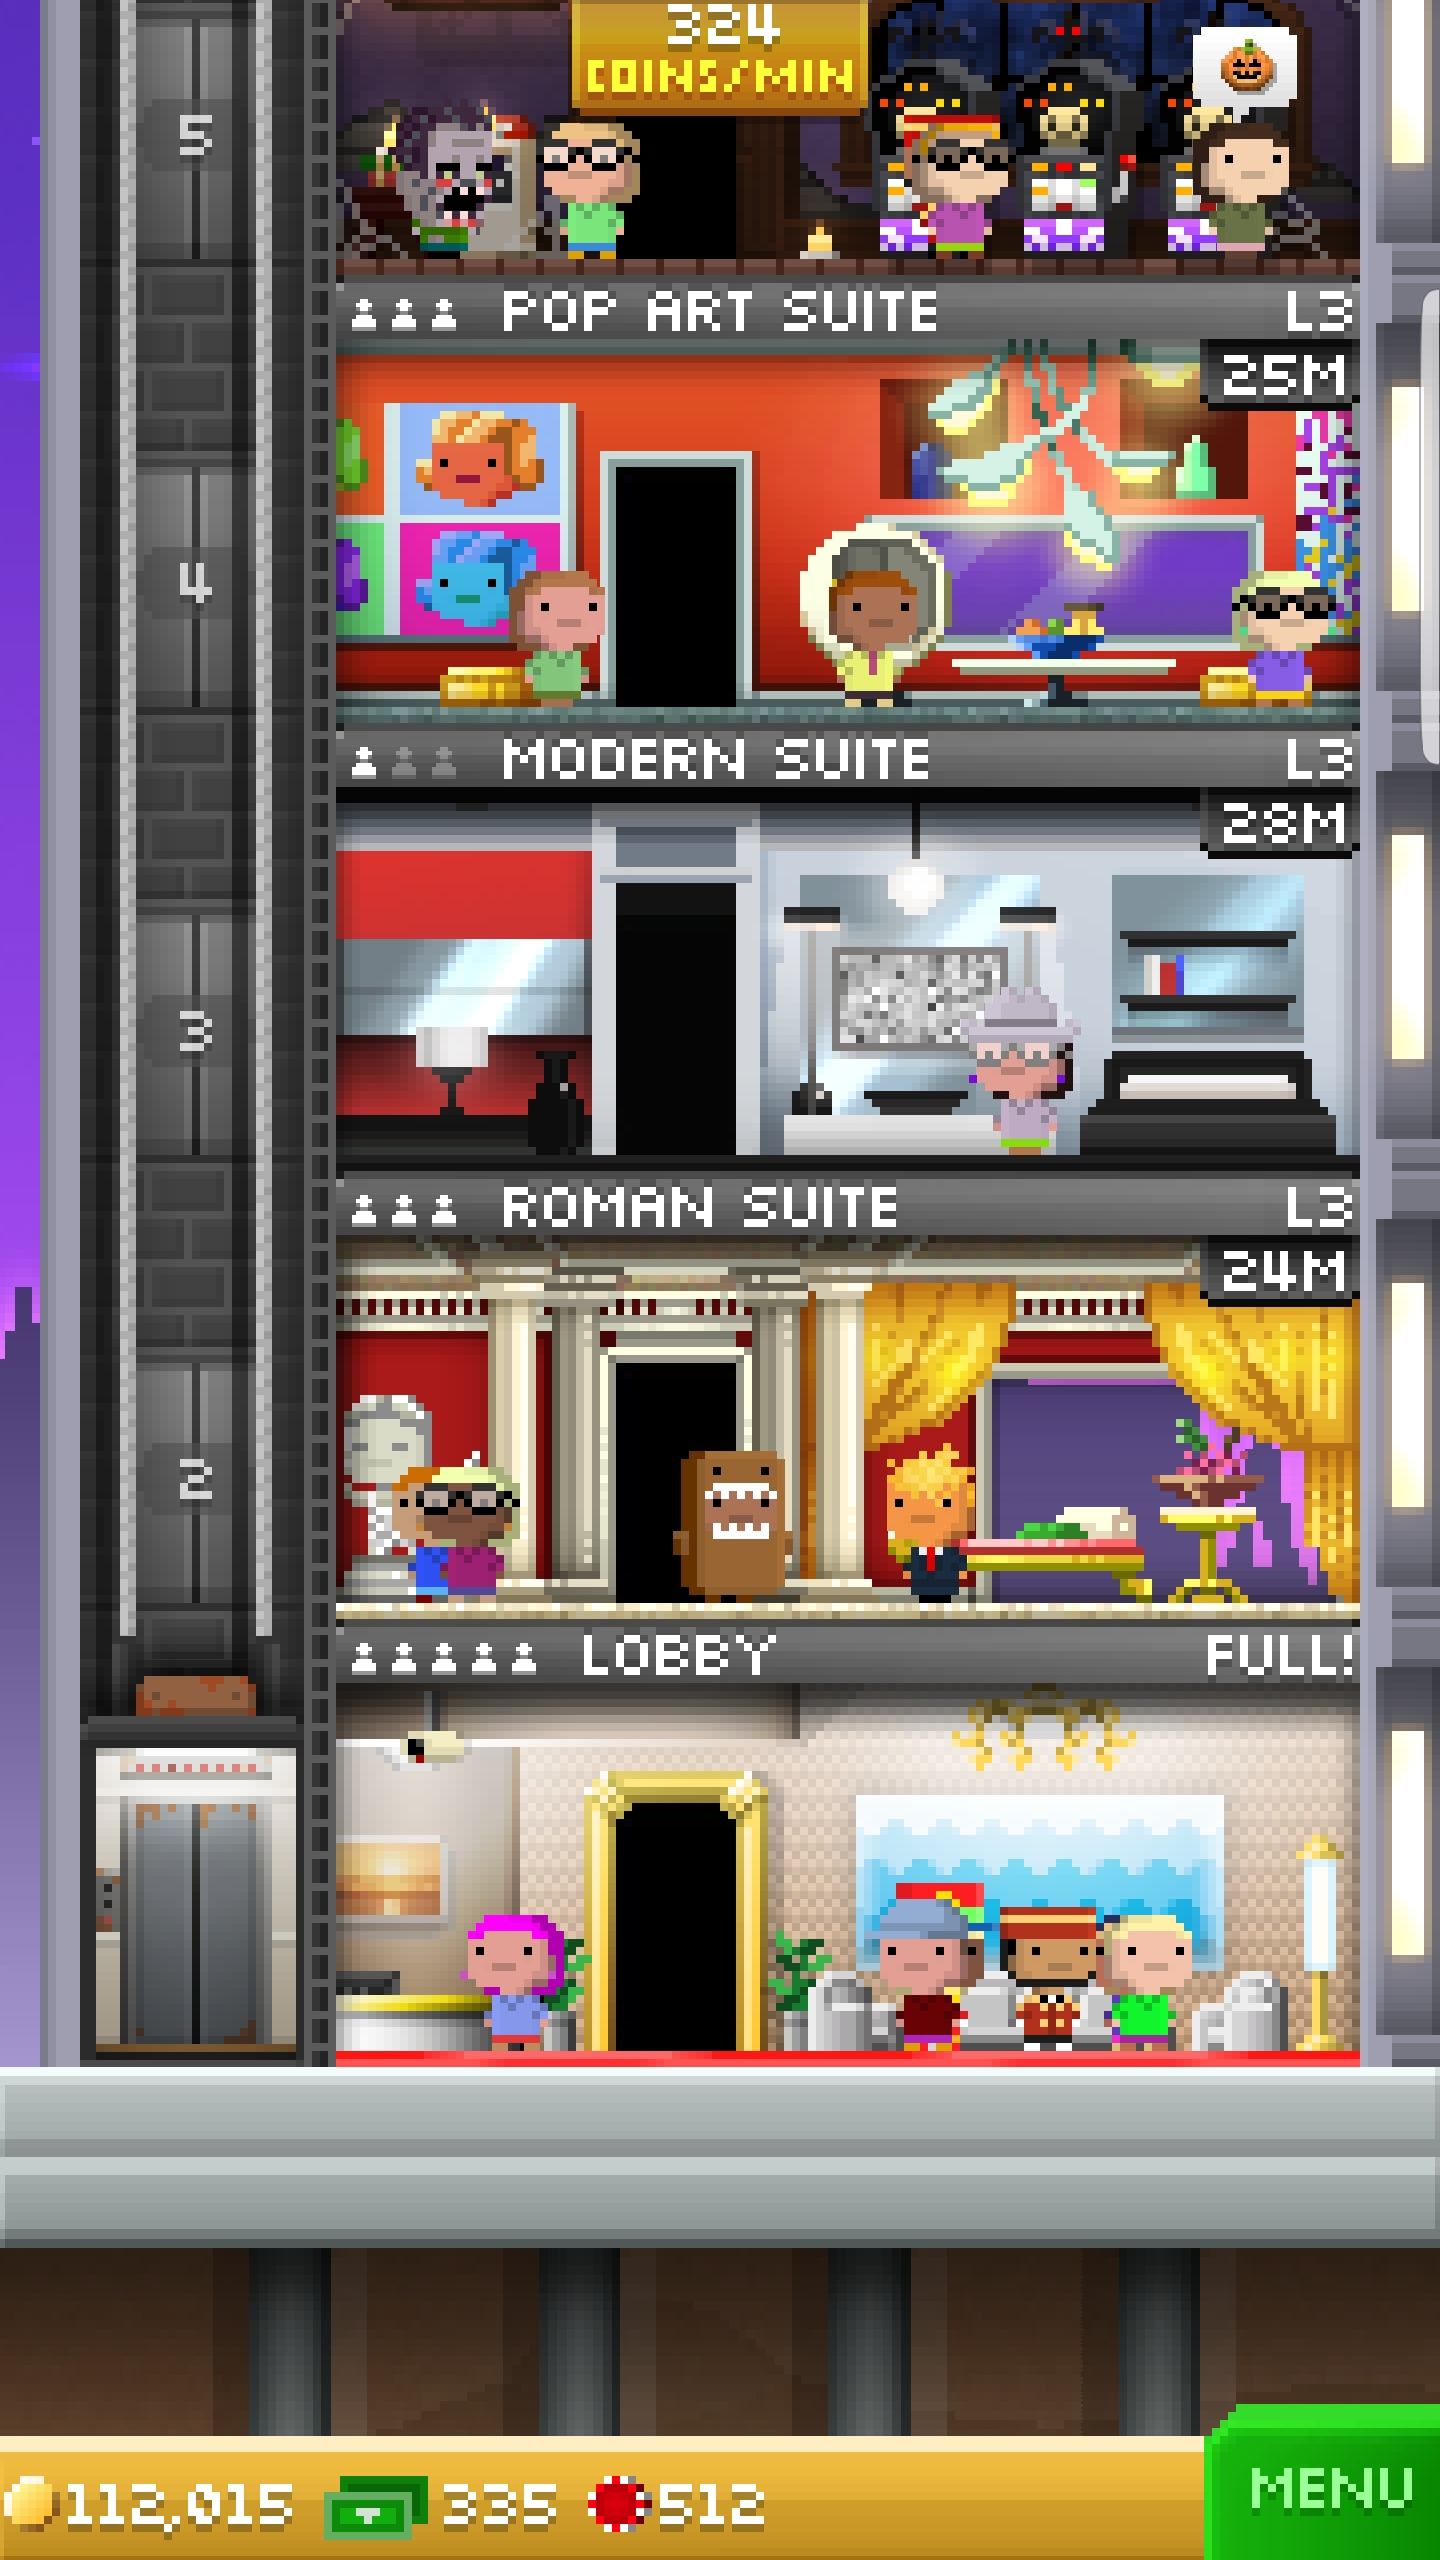 324
COINS/MIN
5
POP ART SUITE L3
25M
4
MODERN SUITE L3
28M
3
ROMAN SUITE L3
24M
2
LOBBY FULL!
112,015 335 512
MENU